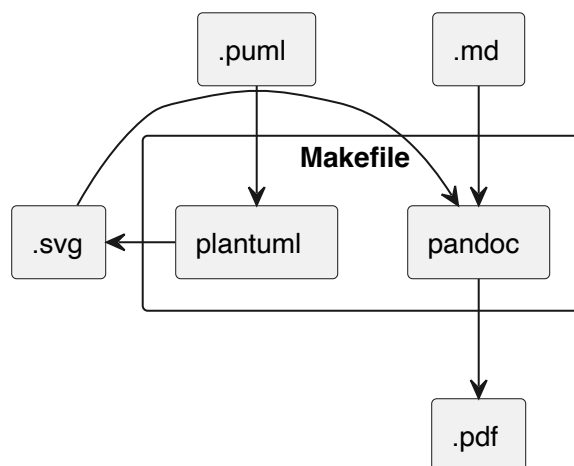 .puml
.md
Makefile
.svg
plantuml
pandoc
.pdf